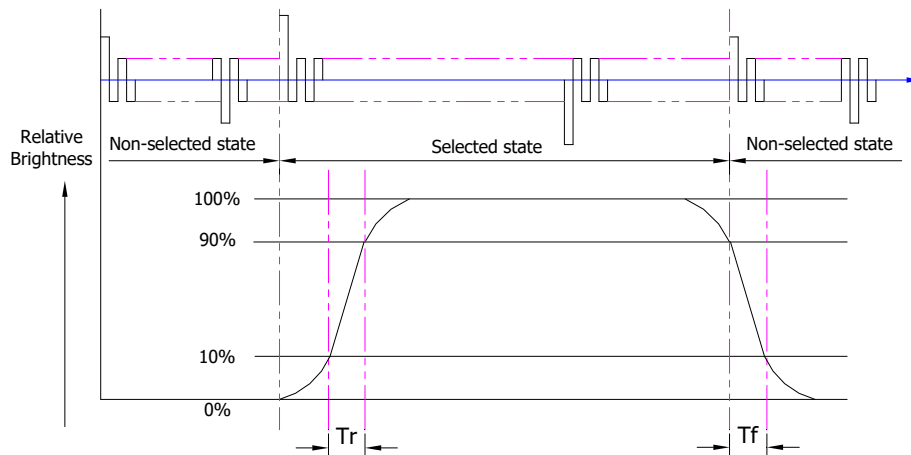 Relative
Brightness
Non-selected state
Selected state
Non-selected state
100%
90%
10%
0%
Tr
Tf